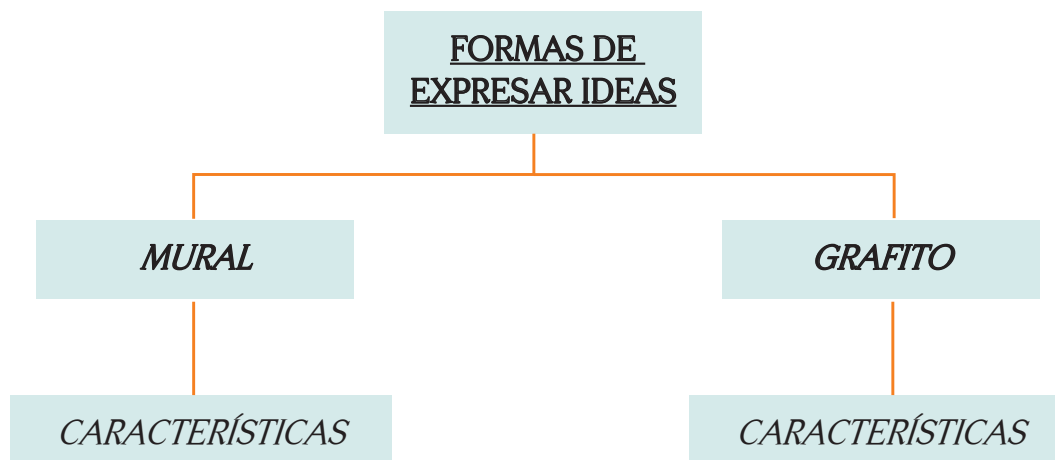 FORMAS DE
EXPRESAR IDEAS
MURAL
GRAFITO
CARACTERÍSTICAS
CARACTERÍSTICAS